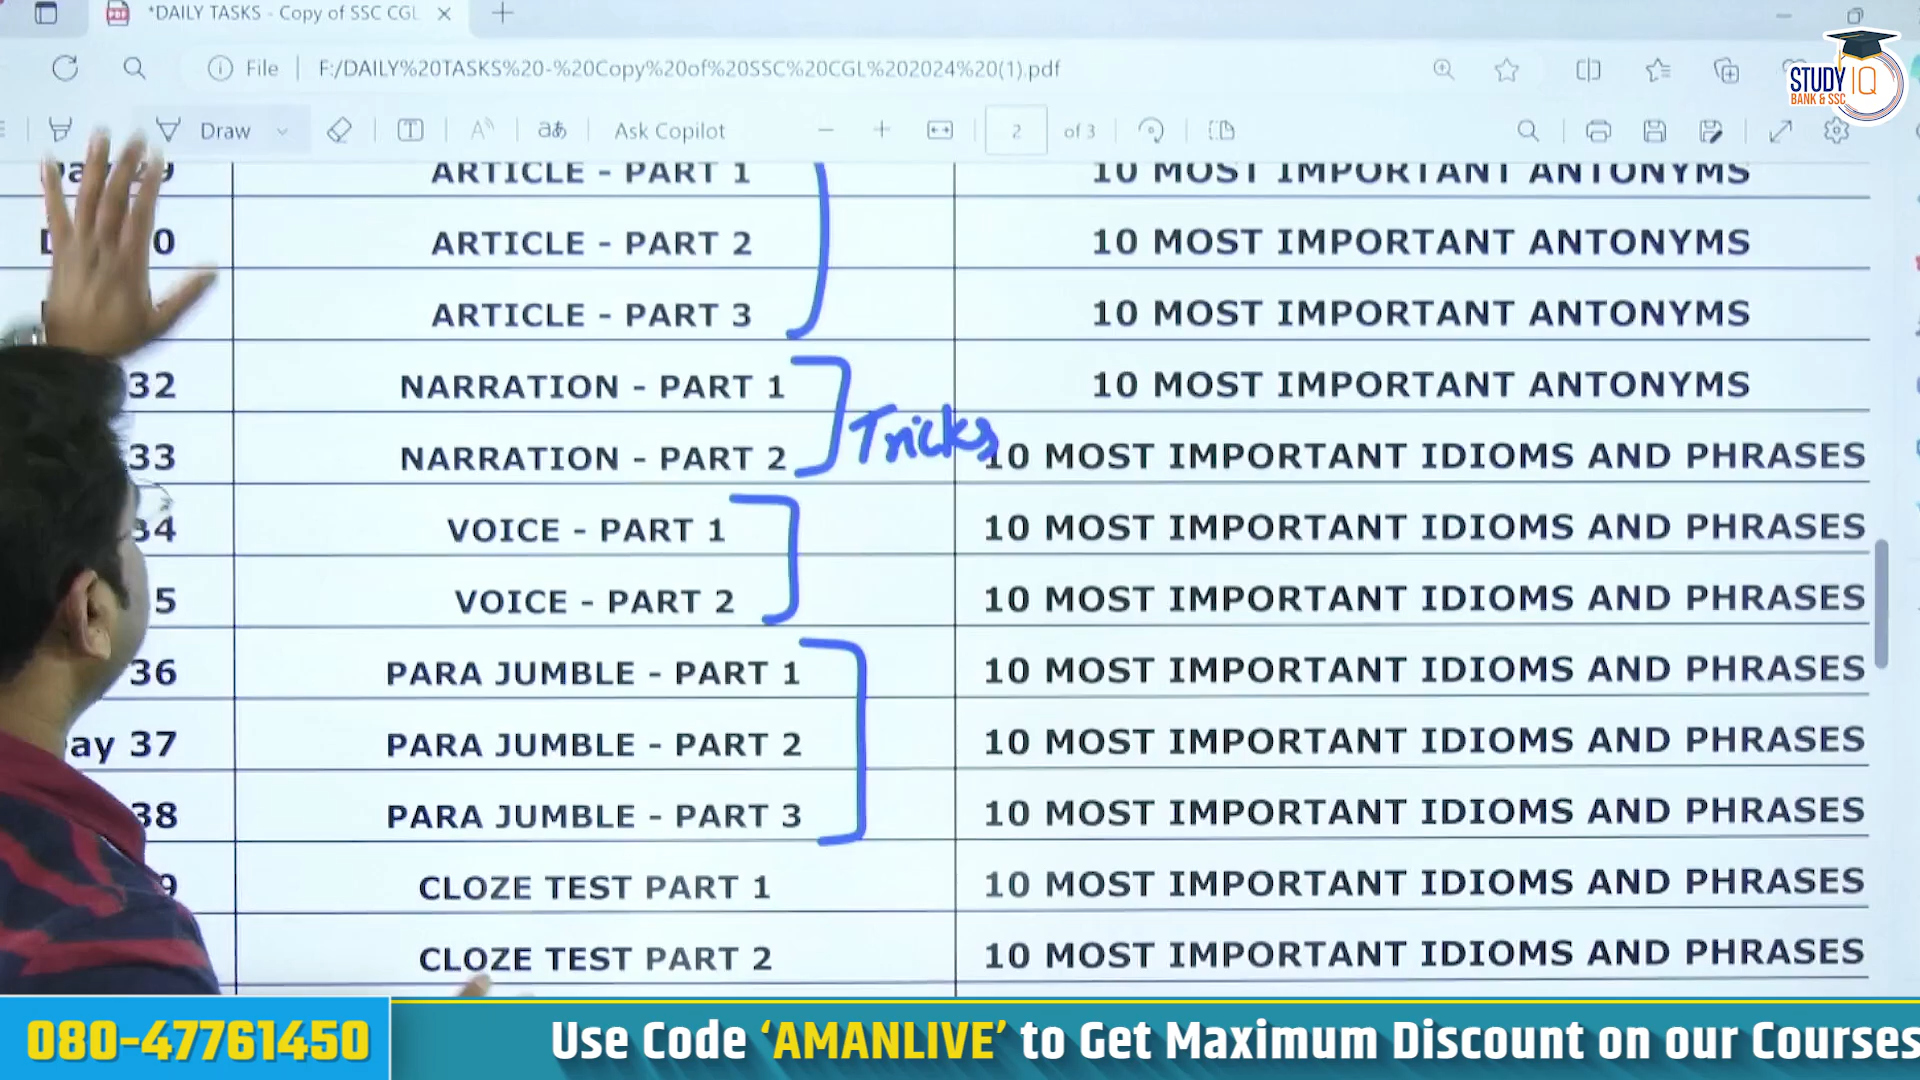 *DAILY TASKS - Copy of SSC CGL
File F:/DAILY%20TASKS%20-%20Copy%20of%20SSC%20CGL%202024%20(1).pdf
STUDY IQ
BANK & SSC
Draw Ask Copilot 2 of 3
ARTICLE - PART 1 10 MOST IMPORTANT ANTONYMS
0 ARTICLE - PART 2 10 MOST IMPORTANT ANTONYMS
ARTICLE - PART 3 10 MOST IMPORTANT ANTONYMS
32 NARRATION - PART 1 10 MOST IMPORTANT ANTONYMS
Tricks
33 NARRATION - PART 2 10 MOST IMPORTANT IDIOMS AND PHRASES
34 VOICE - PART 1 10 MOST IMPORTANT IDIOMS AND PHRASES
5 VOICE - PART 2 10 MOST IMPORTANT IDIOMS AND PHRASES
36 PARA JUMBLE - PART 1 10 MOST IMPORTANT IDIOMS AND PHRASES
ay 37 PARA JUMBLE - PART 2 10 MOST IMPORTANT IDIOMS AND PHRASES
38 PARA JUMBLE - PART 3 10 MOST IMPORTANT IDIOMS AND PHRASES
9 CLOZE TEST PART 1 10 MOST IMPORTANT IDIOMS AND PHRASES
CLOZE TEST PART 2 10 MOST IMPORTANT IDIOMS AND PHRASES
080-47761450 Use Code ‘AMANLIVE’ to Get Maximum Discount on our Courses